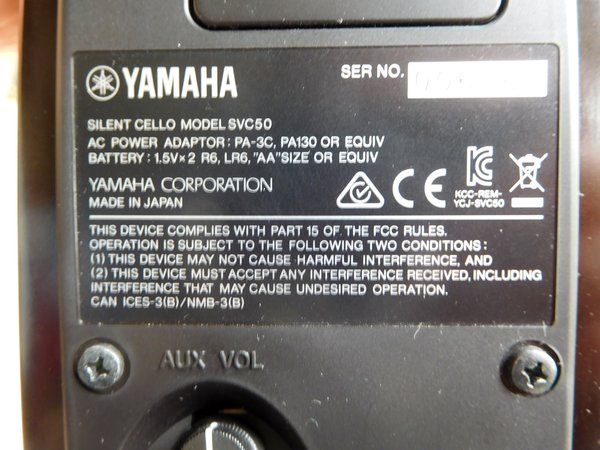 YAMAHA
SER NO.
SILENT CELLO MODEL SVC50
AC POWER ADAPTOR : PA-3C, PA130 OR EQUIV
BATTERY : 1.5V×2 R6, LR6, "AA" SIZE OR EQUIV
YAMAHA CORPORATION
MADE IN JAPAN
CE
KCC-REM-
YCJ-SVC50
THIS DEVICE COMPLIES WITH PART 15 OF THE FCC RULES.
OPERATION IS SUBJECT TO THE FOLLOWING TWO CONDITIONS :
(1) THIS DEVICE MAY NOT CAUSE HARMFUL INTERFERENCE, AND
(2) THIS DEVICE MUST ACCEPT ANY INTERFERENCE RECEIVED, INCLUDING
INTERFERENCE THAT MAY CAUSE UNDESIRED OPERATION.
CAN ICES-3(B)/NMB-3(B)
AUX VOL